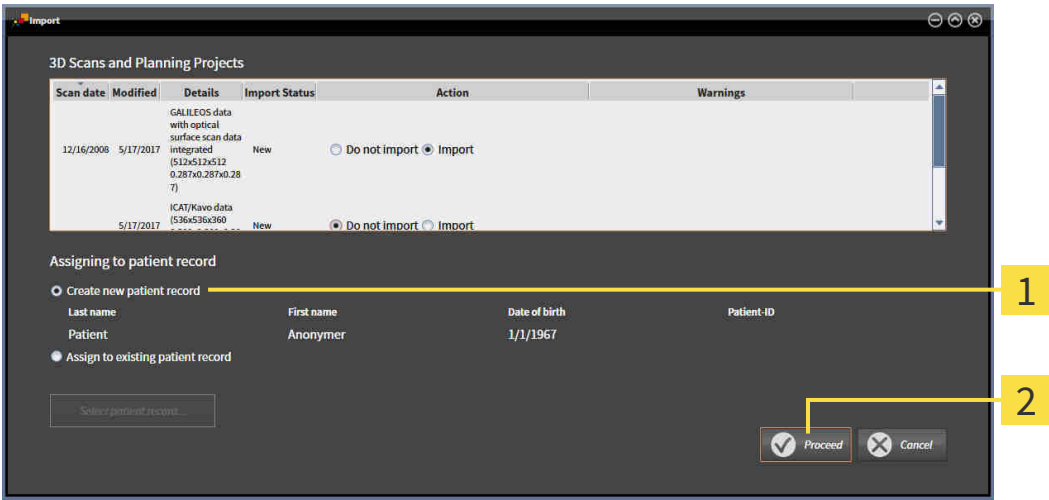 Import
3D Scans and Planning Projects
Scan date Modified Details Import Status Action Warnings
GALILEOS data
with optical
surface scan data
12/16/2008 5/17/2017 integrated New Do not import Import
(512x512x512
0.287x0.287x0.28
7)
ICAT/Kavo data
(536x536x360
5/17/2017 New Do not import Import
Assigning to patient record
Create new patient record
1
Last name First name Date of birth Patient-ID
Patient Anonymer 1/1/1967
Assign to existing patient record
Select patient record...
2
Proceed Cancel